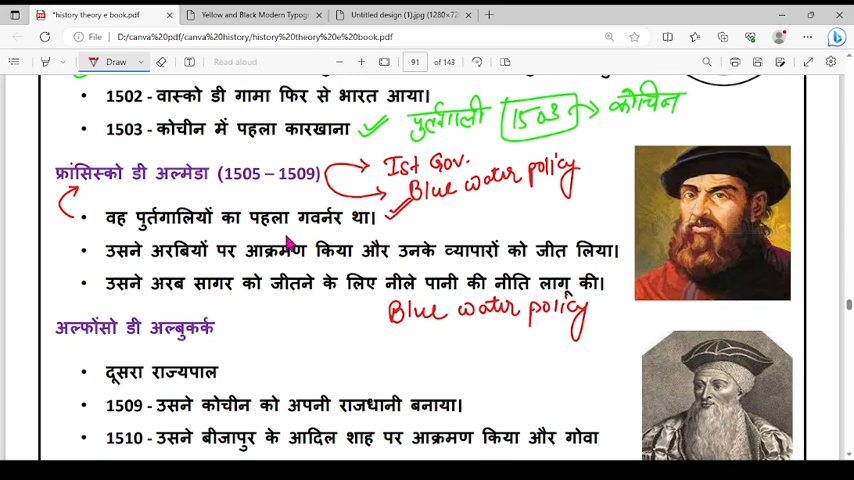 *history theory e book.pdf
Yellow and Black Modern Typogr
Untitled design (1).jpg (1280×72
File
D:/canva%20pdf/canva%20history/history%20theory%20e%20book.pdf
Draw
Read aloud
91 of 143
1502 - वास्को डी गामा फिर से भारत आया।
1503 - कोचीन में पहला कारखाना
पुर्तगाली 1503 कोचीन
फ्रांसिस्को डी अल्मेडा (1505 – 1509)
Ist Gov.
Blue water policy
वह पुर्तगालियों का पहला गवर्नर था।
उसने अरबियों पर आक्रमण किया और उनके व्यापारों को जीत लिया।
उसने अरब सागर को जीतने के लिए नीले पानी की नीति लागू की।
Blue water policy
अल्फोंसो डी अल्बुकर्क
दूसरा राज्यपाल
1509 - उसने कोचीन को अपनी राजधानी बनाया।
1510 - उसने बीजापुर के आदिल शाह पर आक्रमण किया और गोवा